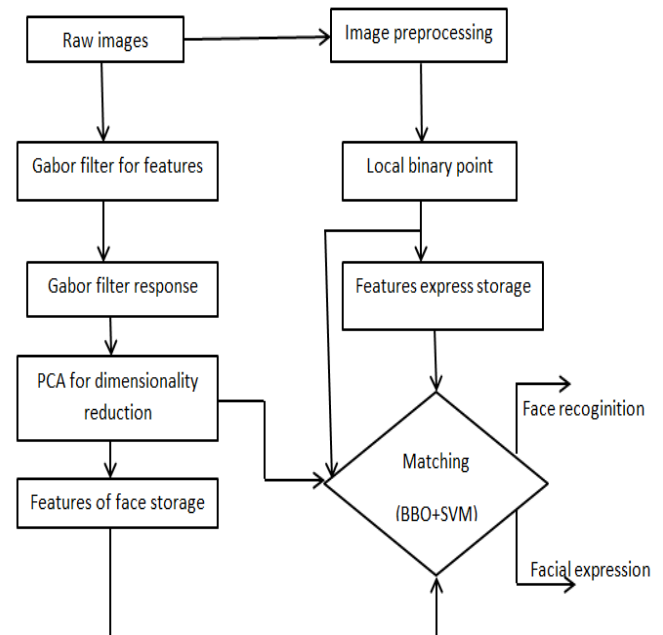 Raw images
Image preprocessing
Gabor filter for features
Local binary point
Gabor filter response
Features express storage
PCA for dimensionality
reduction
Face recoginition
Matching
(BBO+SVM)
Features of face storage
Facial expression